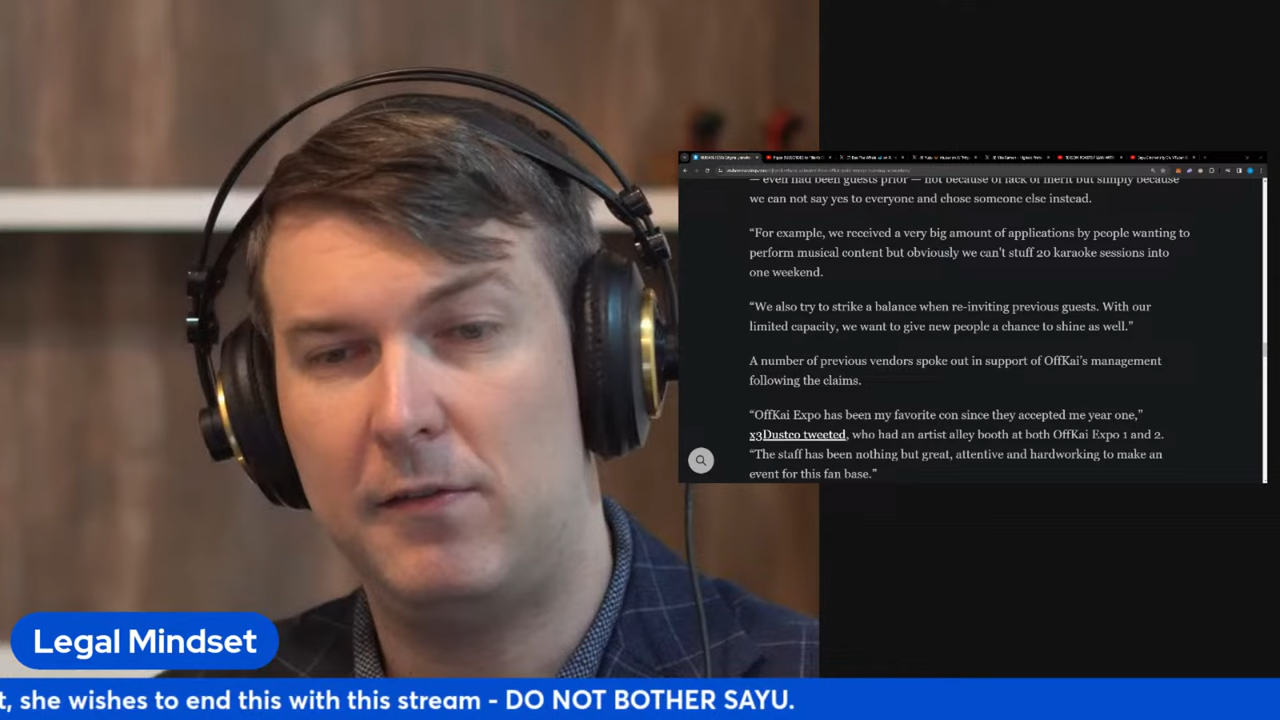 — even had been guests prior — not because of lack of merit but simply because
we can not say yes to everyone and chose someone else instead.
“For example, we received a very big amount of applications by people wanting to
perform musical content but obviously we can't stuff 20 karaoke sessions into
one weekend.
“We also try to strike a balance when re-inviting previous guests. With our
limited capacity, we want to give new people a chance to shine as well.”
A number of previous vendors spoke out in support of OffKai’s management
following the claims.
“OffKai Expo has been my favorite con since they accepted me year one,”
x3Dustco tweeted, who had an artist alley booth at both OffKai Expo 1 and 2.
“The staff has been nothing but great, attentive and hardworking to make an
event for this fan base.”
Legal Mindset
t, she wishes to end this with this stream - DO NOT BOTHER SAYU.